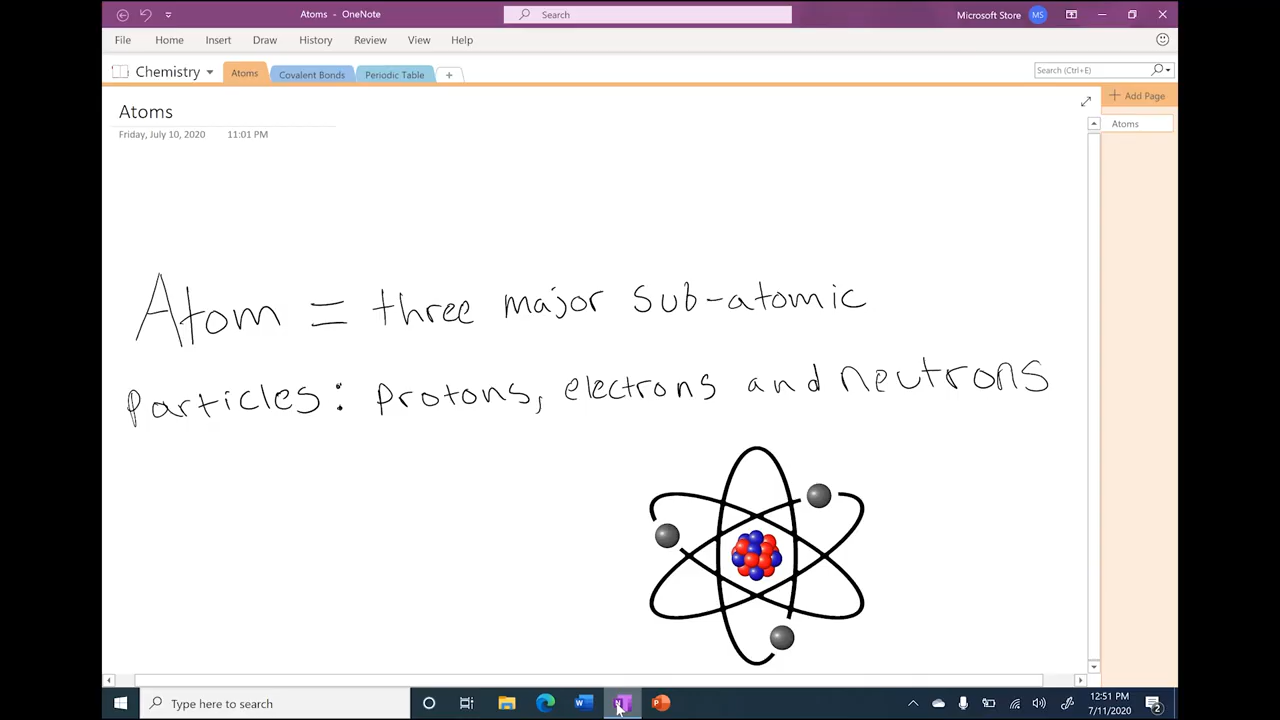 Atoms - OneNote
Search
Microsoft Store MS
File Home Insert Draw History Review View Help
Chemistry Atoms Covalent Bonds Periodic Table +
Search (Ctrl+E)
Add Page
Atoms
Atoms
Friday, July 10, 2020 11:01 PM
Atom = three major sub-atomic
particles: protons, electrons and neutrons
Type here to search
12:51 PM
7/11/2020
2